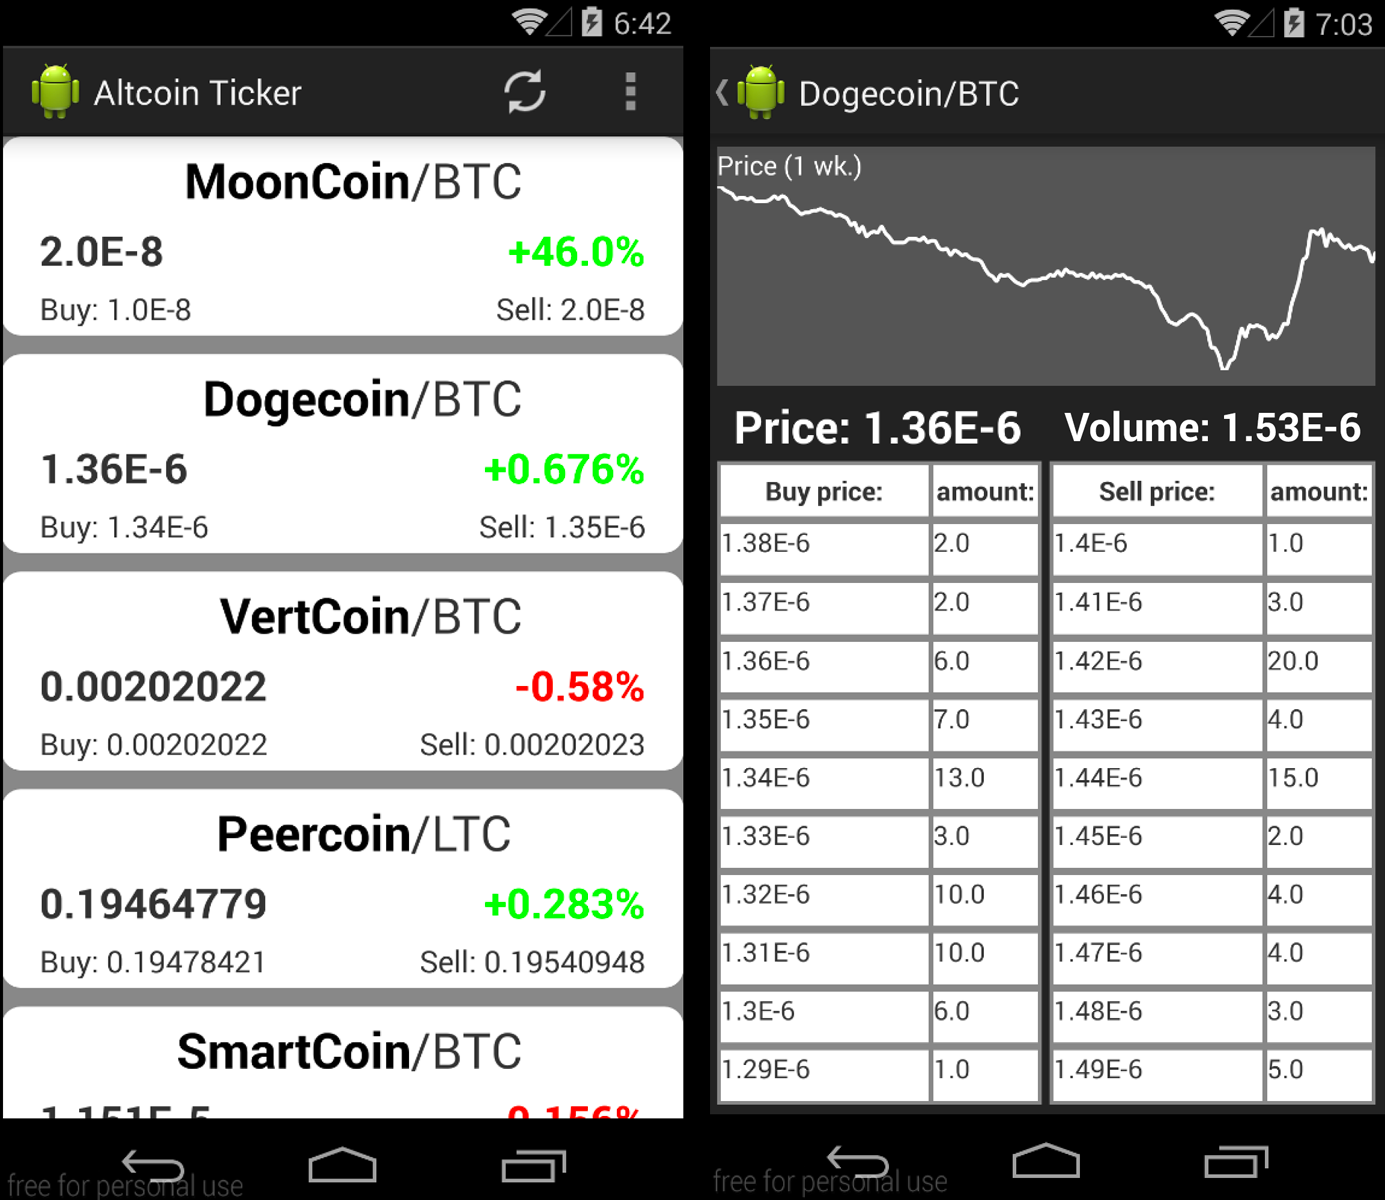 6:42
Altcoin Ticker
MoonCoin/BTC
2.0E-8 +46.0%
Buy: 1.0E-8 Sell: 2.0E-8
Dogecoin/BTC
1.36E-6 +0.676%
Buy: 1.34E-6 Sell: 1.35E-6
VertCoin/BTC
0.00202022 -0.58%
Buy: 0.00202022 Sell: 0.00202023
Peercoin/LTC
0.19464779 +0.283%
Buy: 0.19478421 Sell: 0.19540948
SmartCoin/BTC
1.151E-5 -0.156%
free for personal use
7:03
Dogecoin/BTC
Price (1 wk.)
Price: 1.36E-6 Volume: 1.53E-6
Buy price: amount: Sell price: amount:
1.38E-6 2.0 1.4E-6 1.0
1.37E-6 2.0 1.41E-6 3.0
1.36E-6 6.0 1.42E-6 20.0
1.35E-6 7.0 1.43E-6 4.0
1.34E-6 13.0 1.44E-6 15.0
1.33E-6 3.0 1.45E-6 2.0
1.32E-6 10.0 1.46E-6 4.0
1.31E-6 10.0 1.47E-6 4.0
1.3E-6 6.0 1.48E-6 3.0
1.29E-6 1.0 1.49E-6 5.0
free for personal use